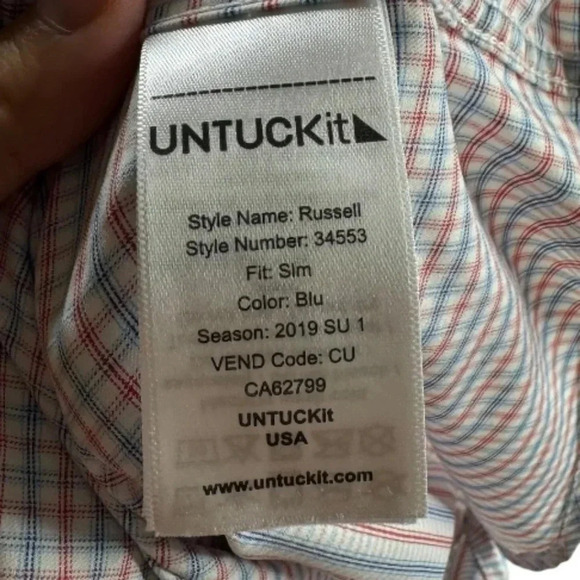 UNTUCKit
Style Name: Russell
Style Number: 34553
Fit: Slm
Color: Blu
Season: 2019 SU 1
VEND Code: CU
CA62799
UNTUCKit
USA
www.untuckit.com